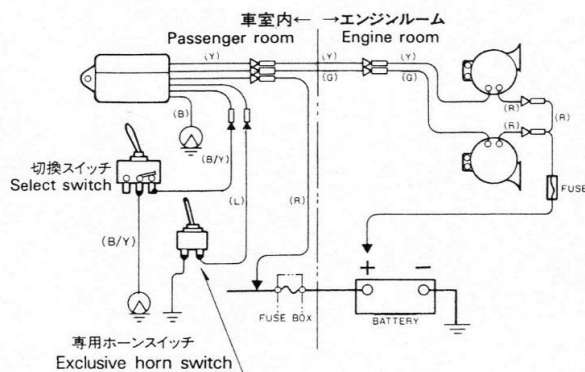 車室内← →エンジンルーム
Passenger room Engine room
(Y) (Y) (Y)
(G) (G)
(R) (R)
(R)
(B)
切換スイッチ
Select switch
(B/Y) (L) (R)
FUSE
(B/Y)
+ −
FUSE BOX BATTERY
専用ホーンスイッチ
Exclusive horn switch